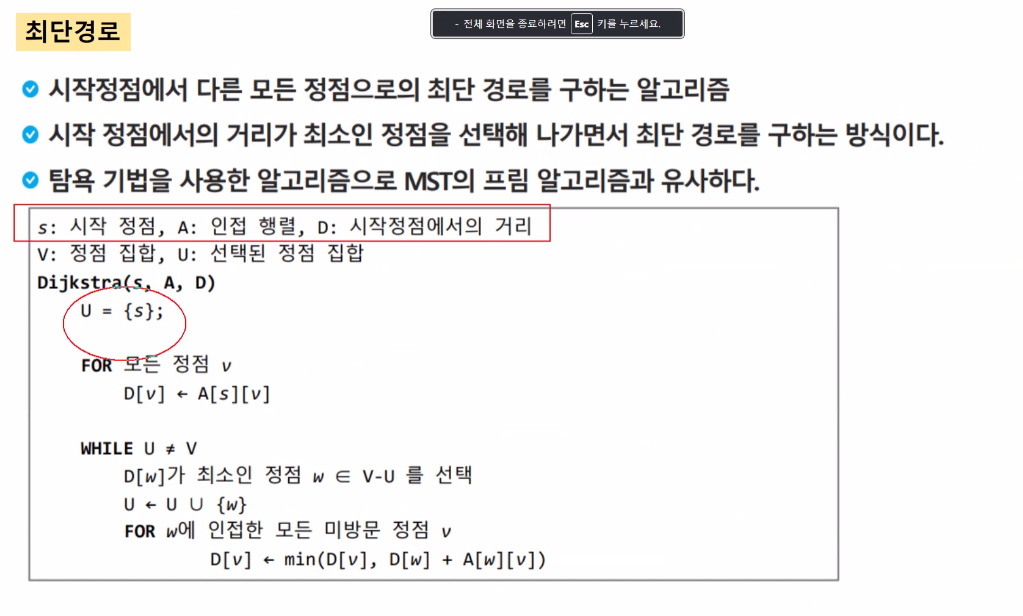 최단경로
- 전체 화면을 종료하려면 Esc 키를 누르세요.
시작정점에서 다른 모든 정점으로의 최단 경로를 구하는 알고리즘
시작 정점에서의 거리가 최소인 정점을 선택해 나가면서 최단 경로를 구하는 방식이다.
탐욕 기법을 사용한 알고리즘으로 MST의 프림 알고리즘과 유사하다.
s: 시작 정점, A: 인접 행렬, D: 시작정점에서의 거리
V: 정점 집합, U: 선택된 정점 집합
Dijkstra(s, A, D)
U = {s};
FOR 모든 정점 v
D[v] ← A[s][v]
WHILE U ≠ V
D[w]가 최소인 정점 w ∈ V-U 를 선택
U ← U ∪ {w}
FOR w에 인접한 모든 미방문 정점 v
D[v] ← min(D[v], D[w] + A[w][v])